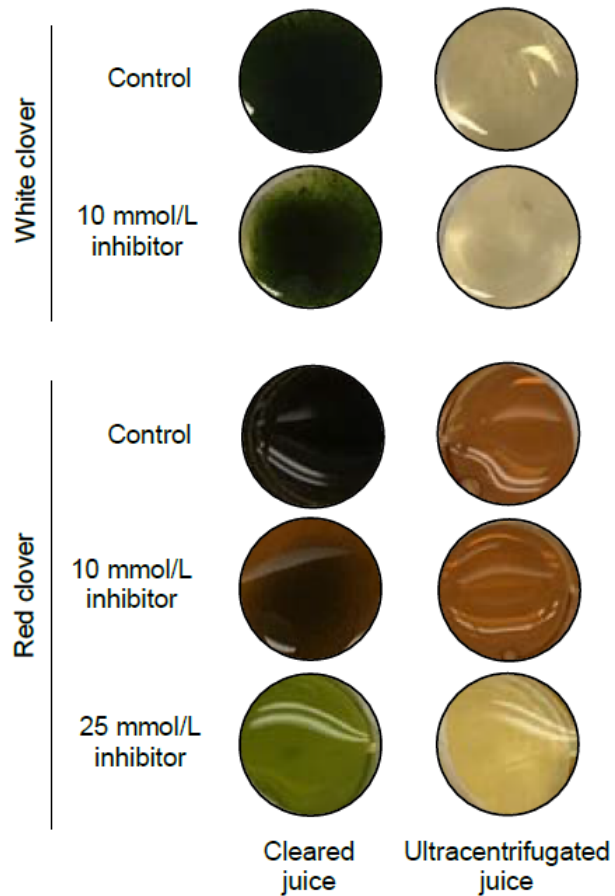 White clover
Control
10 mmol/L
inhibitor
Red clover
Control
10 mmol/L
inhibitor
25 mmol/L
inhibitor
Cleared
juice
Ultracentrifugated
juice